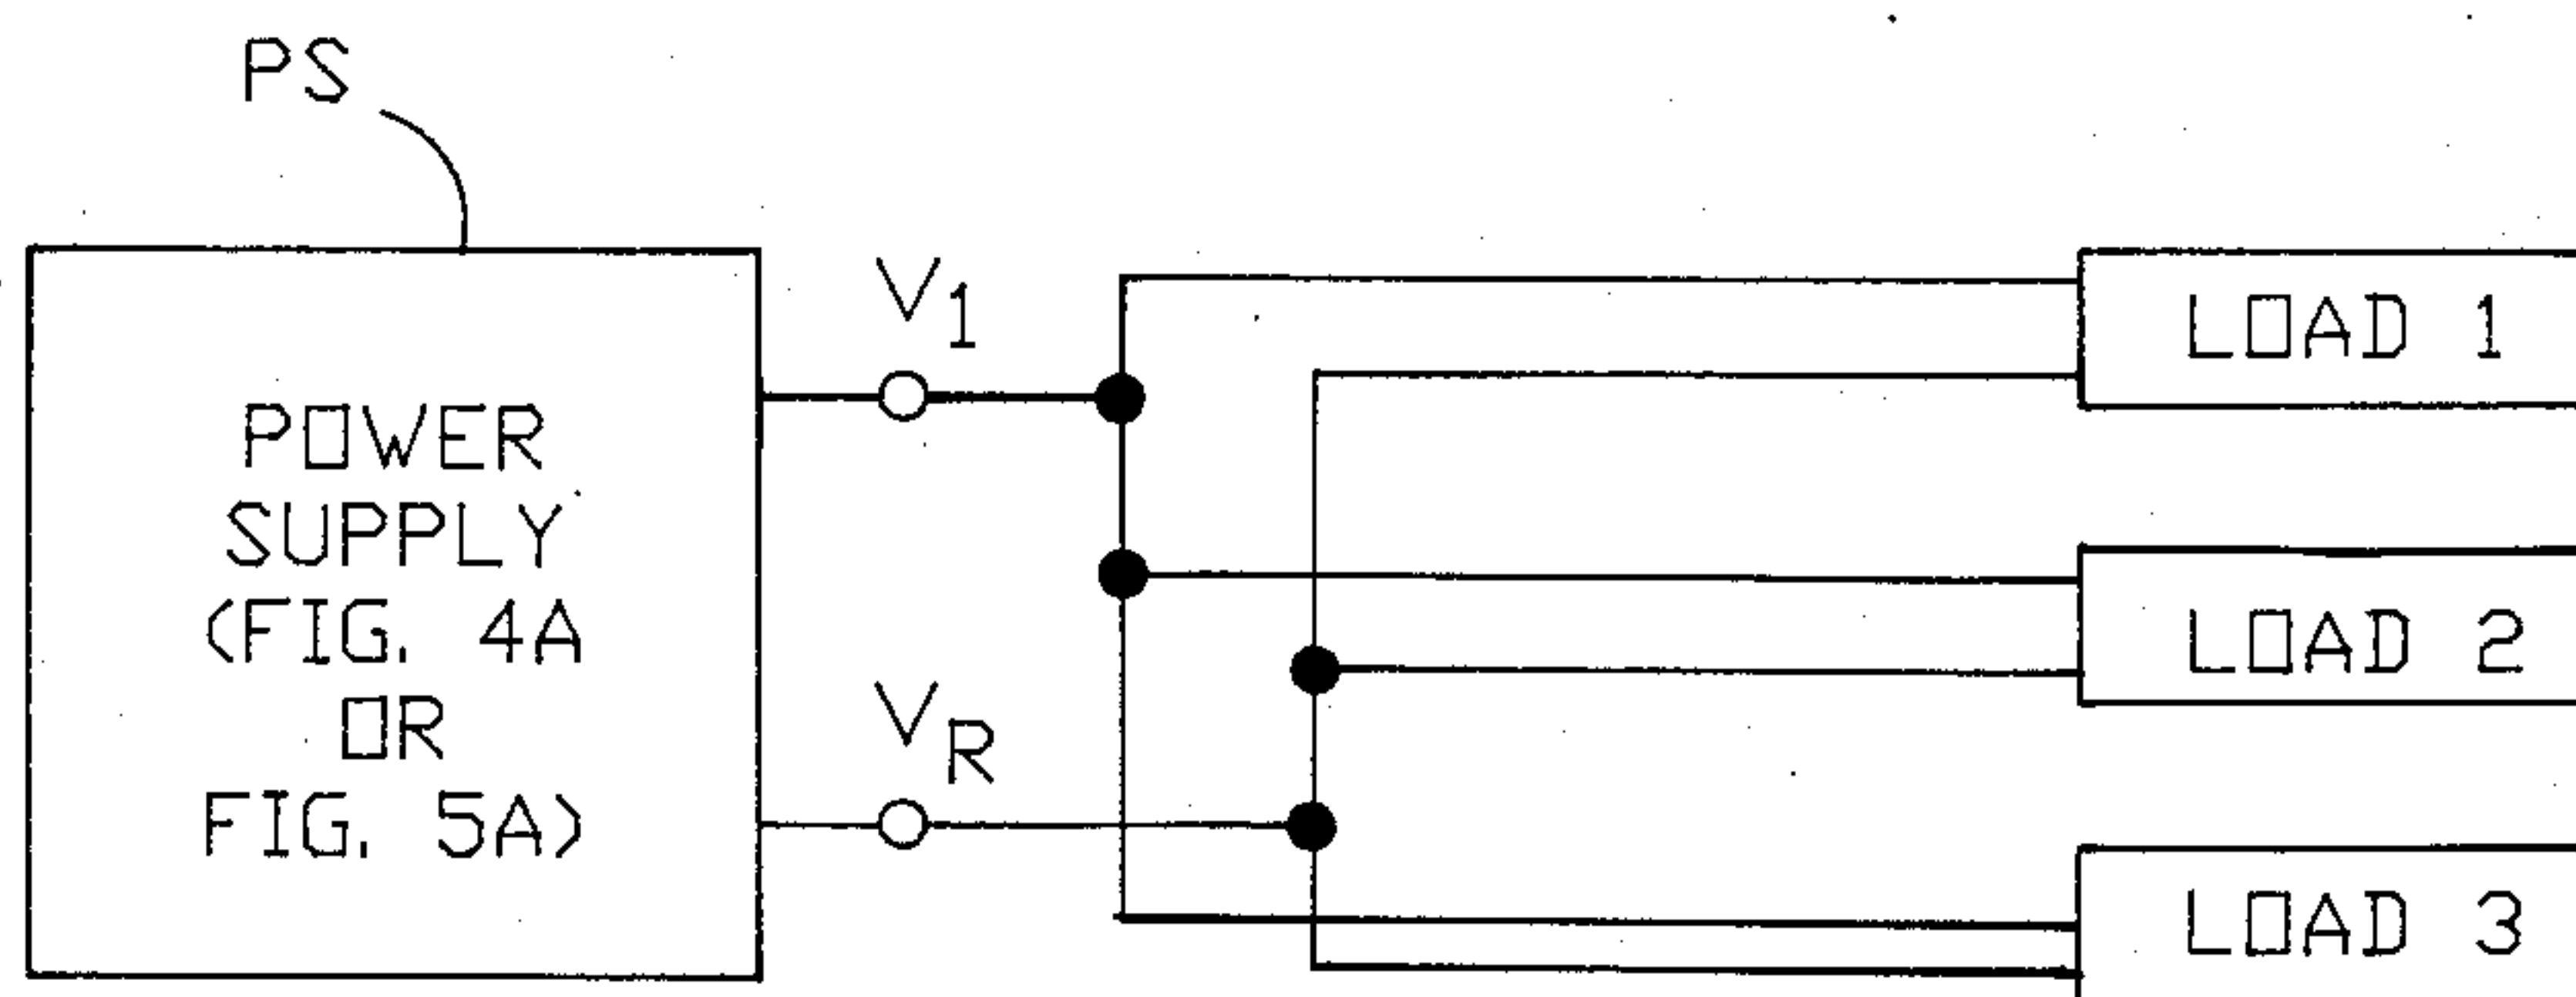 PS
V1
LOAD 1
POWER
SUPPLY
(FIG. 4A
OR
FIG. 5A)
LOAD 2
VR
LOAD 3